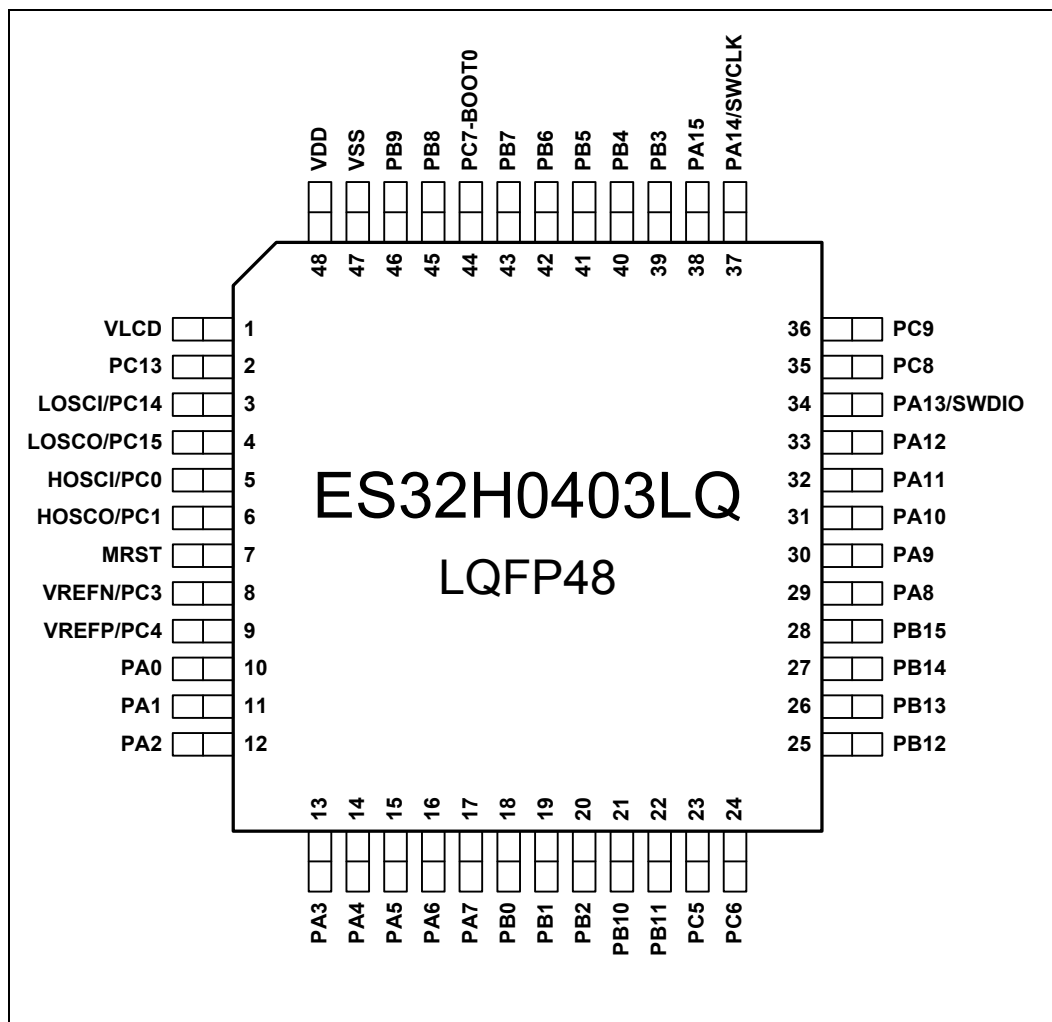 VDD
VSS
PB9
PB8
PC7-BOOT0
PB7
PB6
PB5
PB4
PB3
PA15
PA14/SWCLK
48
47
46
45
44
43
42
41
40
39
38
37
VLCD 1
PC13 2
LOSCI/PC14 3
LOSCO/PC15 4
HOSCI/PC0 5
HOSCO/PC1 6
MRST 7
VREFN/PC3 8
VREFP/PC4 9
PA0 10
PA1 11
PA2 12
ES32H0403LQ
LQFP48
36 PC9
35 PC8
34 PA13/SWDIO
33 PA12
32 PA11
31 PA10
30 PA9
29 PA8
28 PB15
27 PB14
26 PB13
25 PB12
13
14
15
16
17
18
19
20
21
22
23
24
PA3
PA4
PA5
PA6
PA7
PB0
PB1
PB2
PB10
PB11
PC5
PC6